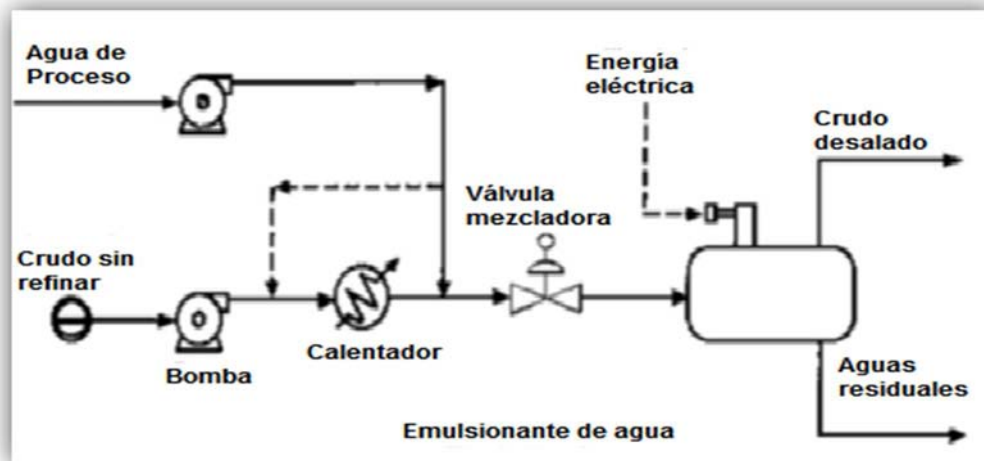 Agua de
Proceso
Energía
eléctrica
Crudo
desalado
Válvula
mezcladora
Crudo sin
refinar
Calentador
Bomba
Aguas
residuales
Emulsionante de agua